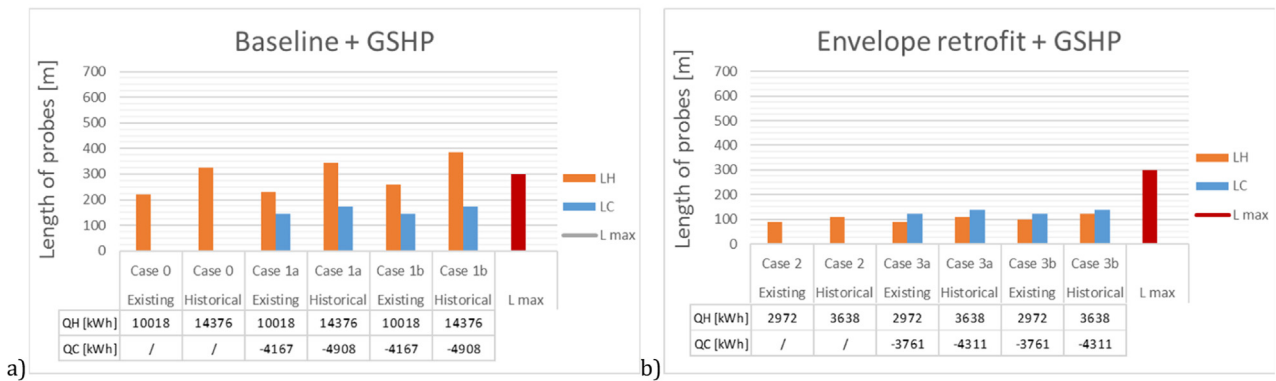 Baseline + GSHP
Length of probes [m]
700
600
500
400
300
200
100
0
LH
LC
L max
Case 0 Case 0 Case 1a Case 1a Case 1b Case 1b
Existing Historical Existing Historical Existing Historical L max
QH [kWh] 10018 14376 10018 14376 10018 14376
QC [kWh] / / -4167 -4908 -4167 -4908
a)
Envelope retrofit + GSHP
Length of probes [m]
700
600
500
400
300
200
100
0
LH
LC
L max
Case 2 Case 2 Case 3a Case 3a Case 3b Case 3b
Existing Historical Existing Historical Existing Historical L max
QH [kWh] 2972 3638 2972 3638 2972 3638
QC [kWh] / / -3761 -4311 -3761 -4311
b)